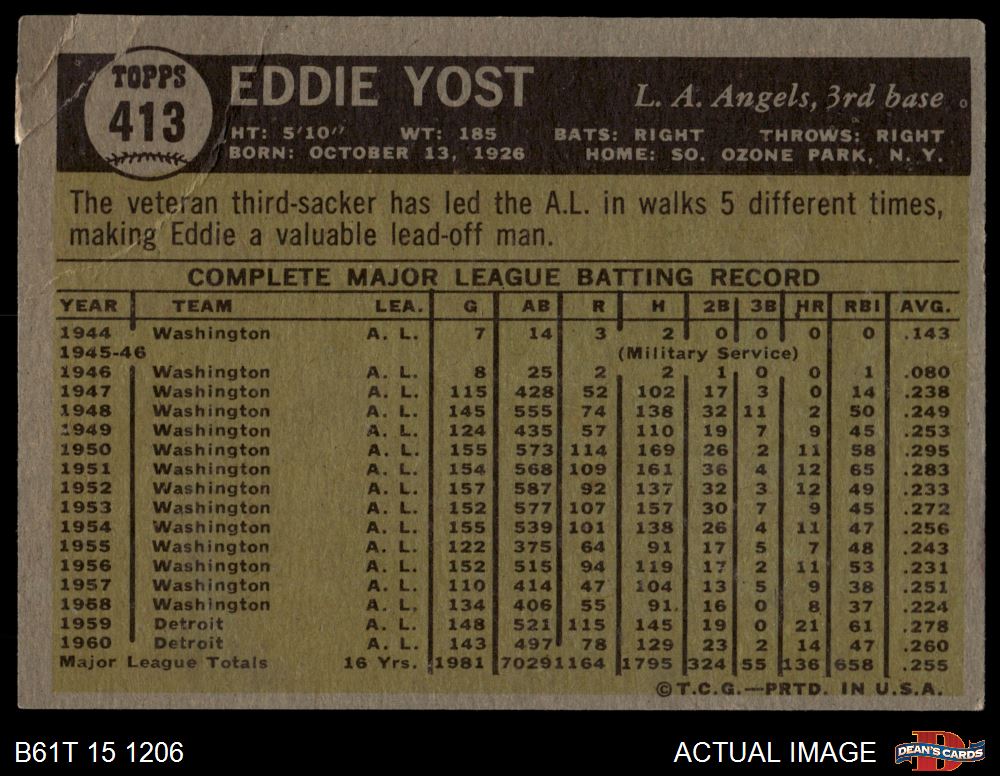 TOPPS
413
EDDIE YOST
L. A. Angels, 3rd base
HT: 5'10" WT: 185 BATS: RIGHT THROWS: RIGHT
BORN: OCTOBER 13, 1926 HOME: SO. OZONE PARK, N. Y.
The veteran third-sacker has led the A.L. in walks 5 different times,
making Eddie a valuable lead-off man.
COMPLETE MAJOR LEAGUE BATTING RECORD
YEAR TEAM LEA. G AB R H 2B 3B HR RBI AVG.
1944 Washington A. L. 7 14 3 2 0 0 0 0 .143
1945-46 (Military Service)
1946 Washington A. L. 8 25 2 2 1 0 0 1 .080
1947 Washington A. L. 115 428 52 102 17 3 0 14 .238
1948 Washington A. L. 145 555 74 138 32 11 2 50 .249
1949 Washington A. L. 124 435 57 110 19 7 9 45 .253
1950 Washington A. L. 155 573 114 169 26 2 11 58 .295
1951 Washington A. L. 154 568 109 161 36 4 12 65 .283
1952 Washington A. L. 157 587 92 137 32 3 12 49 .233
1953 Washington A. L. 152 577 107 157 30 7 9 45 .272
1954 Washington A. L. 155 539 101 138 26 4 11 47 .256
1955 Washington A. L. 122 375 64 91 17 5 7 48 .243
1956 Washington A. L. 152 515 94 119 17 2 11 53 .231
1957 Washington A. L. 110 414 47 104 13 5 9 38 .251
1958 Washington A. L. 134 406 55 91 16 0 8 37 .224
1959 Detroit A. L. 148 521 115 145 19 0 21 61 .278
1960 Detroit A. L. 143 497 78 129 23 2 14 47 .260
Major League Totals 16 Yrs. 1981 7029 1164 1795 324 55 136 658 .255
©T.C.G.—PRTD. IN U.S.A.
B61T 15 1206 ACTUAL IMAGE DEAN'S CARDS